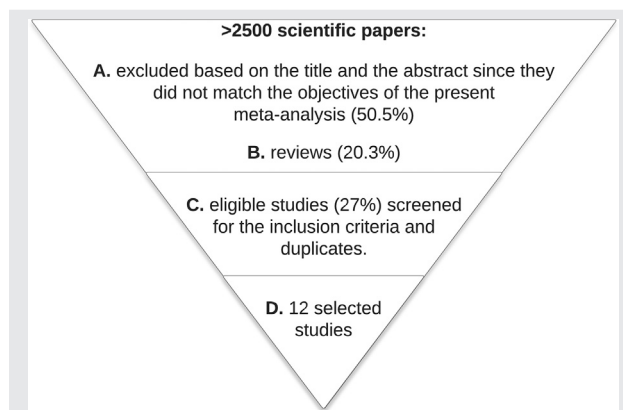 >2500 scientific papers:
A. excluded based on the title and the abstract since they
did not match the objectives of the present
meta-analysis (50.5%)
B. reviews (20.3%)
C. eligible studies (27%) screened
for the inclusion criteria and
duplicates.
D. 12 selected
studies